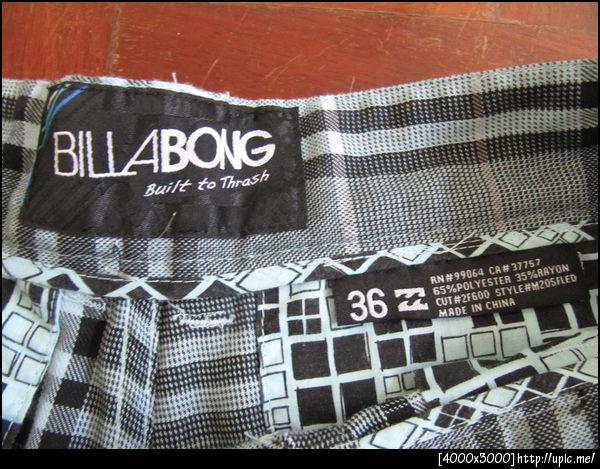 BILLABONG
Built to Thrash
36
RN#99064 CA#37757
65%POLYESTER 35%RAYON
CUT#2F600 STYLE#M205FLED
MADE IN CHINA
[4000x3000]http://upic.me/